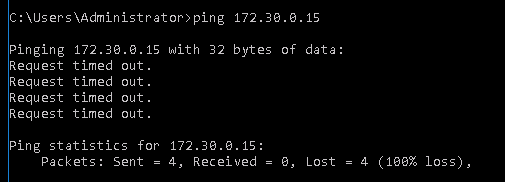 C:\Users\Administrator>ping 172.30.0.15
Pinging 172.30.0.15 with 32 bytes of data:
Request timed out.
Request timed out.
Request timed out.
Request timed out.
Ping statistics for 172.30.0.15:
    Packets: Sent = 4, Received = 0, Lost = 4 (100% loss),